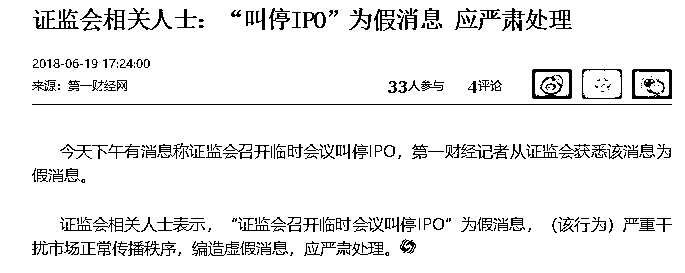 证监会相关人士：“叫停IPO”为假消息 应严肃处理
2018-06-19 17:24:00
来源：第一财经网 33人参与 4评论
今天下午有消息称证监会召开临时会议叫停IPO，第一财经记者从证监会获悉该消息为
假消息。
证监会相关人士表示，“证监会召开临时会议叫停IPO”为假消息，（该行为）严重干
扰市场正常传播秩序，编造虚假消息，应严肃处理。